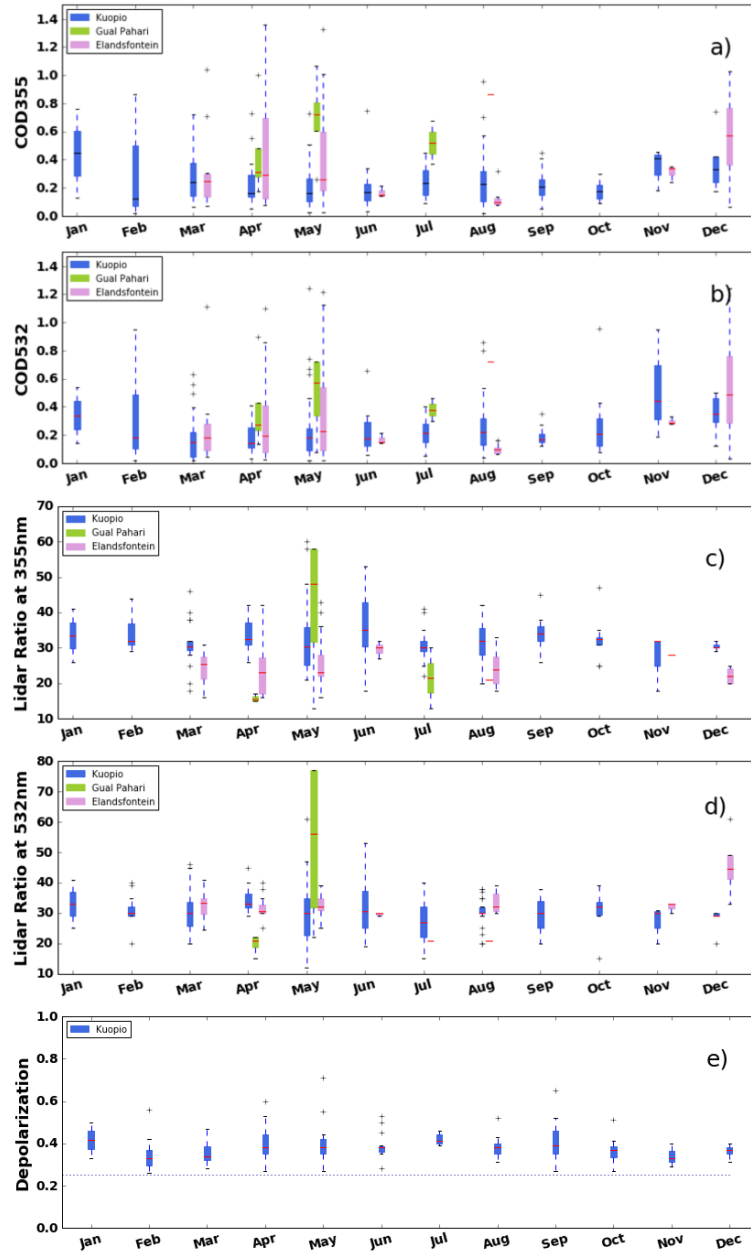 COD355
1.4
1.2
1.0
0.8
0.6
0.4
0.2
0.0
Kuopio
Gual Pahari
Elandsfontein
a)
Jan Feb Mar Apr May Jun Jul Aug Sep Oct Nov Dec
COD532
1.4
1.2
1.0
0.8
0.6
0.4
0.2
0.0
Kuopio
Gual Pahari
Elandsfontein
b)
Jan Feb Mar Apr May Jun Jul Aug Sep Oct Nov Dec
Lidar Ratio at 355nm
70
60
50
40
30
20
10
Kuopio
Gual Pahari
Elandsfontein
c)
Jan Feb Mar Apr May Jun Jul Aug Sep Oct Nov Dec
Lidar Ratio at 532nm
80
70
60
50
40
30
20
10
Kuopio
Gual Pahari
Elandsfontein
d)
Jan Feb Mar Apr May Jun Jul Aug Sep Oct Nov Dec
Depolarization
1.0
0.8
0.6
0.4
0.2
0.0
Kuopio
e)
Jan Feb Mar Apr May Jun Jul Aug Sep Oct Nov Dec